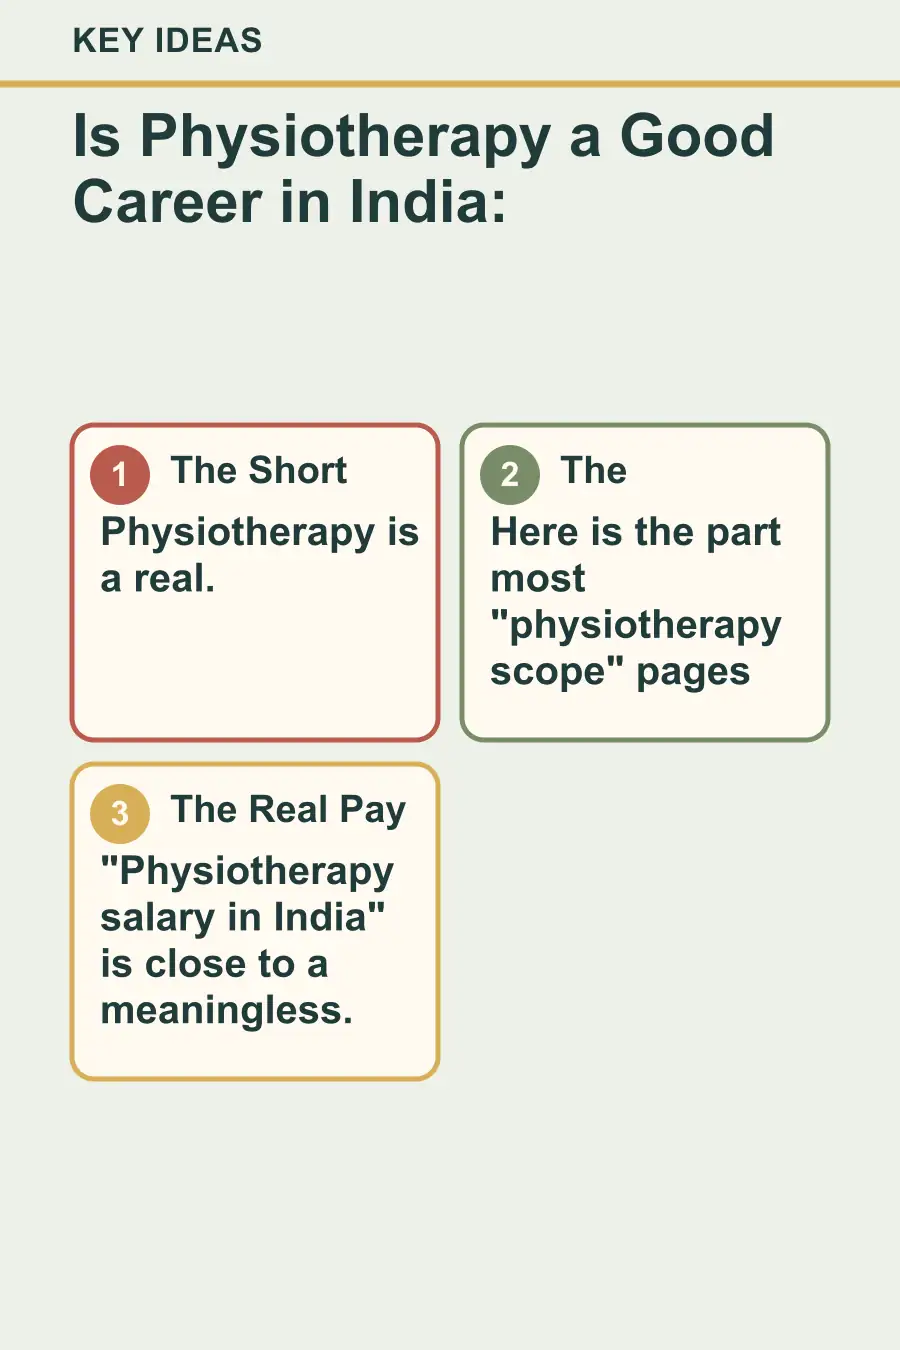 KEY IDEAS
Is Physiotherapy a Good
Career in India:
1 The Short
Physiotherapy is
a real.
2 The
Here is the part
most
"physiotherapy
scope" pages
3 The Real Pay
"Physiotherapy
salary in India"
is close to a
meaningless.